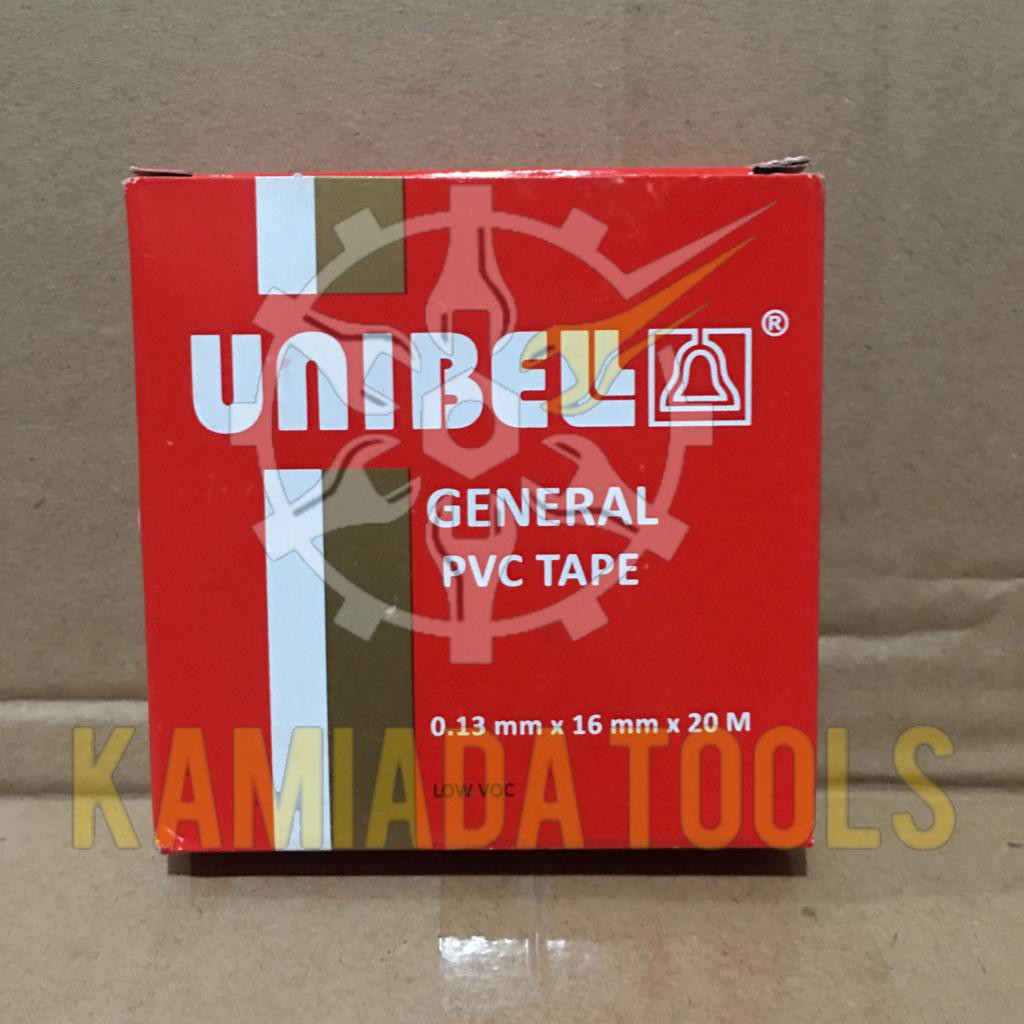 UNIBELL ®
GENERAL
PVC TAPE
0.13 mm x 16 mm x 20 M
KAMIADA TOOLS
LOW VOC